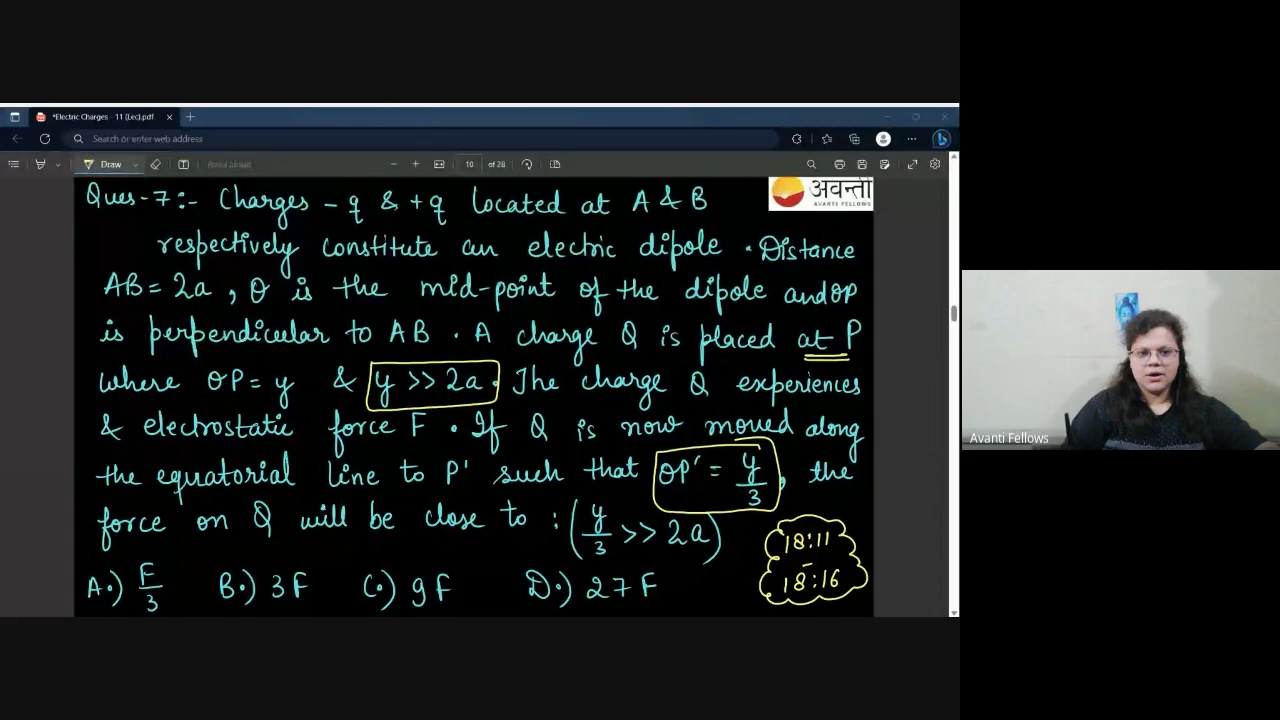 *Electric Charges - 11 (Lec).pdf
Search or enter web address
Draw
Read aloud
10 of 28
अवन्ती
AVANTI FELLOWS
Ques-7:- Charges -q & +q located at A & B
respectively constitute an electric dipole. Distance
AB = 2a, O is the mid-point of the dipole and OP
is perpendicular to AB. A charge Q is placed at P
where OP = y & y >> 2a. The charge Q experiences
& electrostatic force F. If Q is now moved along
the equatorial line to P' such that OP' = y/3, the
force on Q will be close to : (y/3 >> 2a)
A.) F/3 B.) 3F C.) 9F D.) 27F
18:11
-
18:16
Avanti Fellows